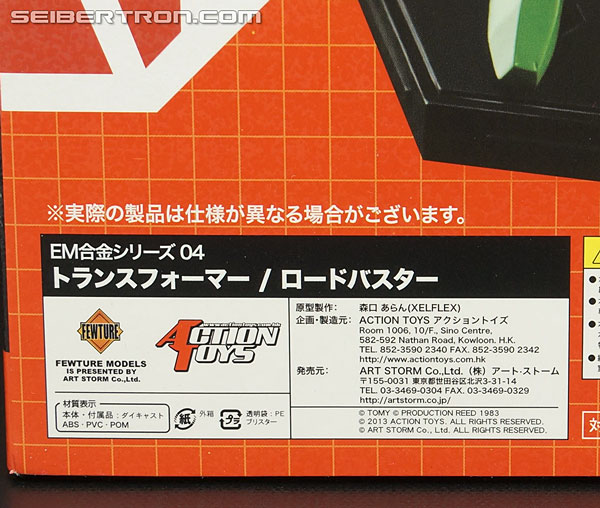 SEIBERTRON.COM
※実際の製品は仕様が異なる場合がございます。
EM合金シリーズ 04
トランスフォーマー / ロードバスター
FEWTURE
FEWTURE MODELS
IS PRESENTED BY
ART STORM Co.,Ltd.
www.actiontoys.com.hk
ACTION
TOYS
原型製作： 森口 あらん(XELFLEX)
企画・製造元： ACTION TOYS アクショントイズ
Room 1006, 10/F., Sino Centre,
582-592 Nathan Road, Kowloon. H.K.
TEL. 852-3590 2340 FAX. 852-3590 2342
http://www.actiontoys.com.hk
発売元： ART STORM Co.,Ltd.（株）アート・ストーム
〒155-0031 東京都世田谷区北沢3-31-14
TEL. 03-3469-0304 FAX. 03-3469-0329
http://artstorm.co.jp/
材質表示
本体・付属品：ダイキャスト
ABS・PVC・POM
紙
外箱
プラ
透明袋：PE
ブリスター
© TOMY © PRODUCTION REED 1983
© 2013 ACTION TOYS. ALL RIGHTS RESERVED.
© ART STORM Co., Ltd. ALL RIGHTS RESERVED.
対